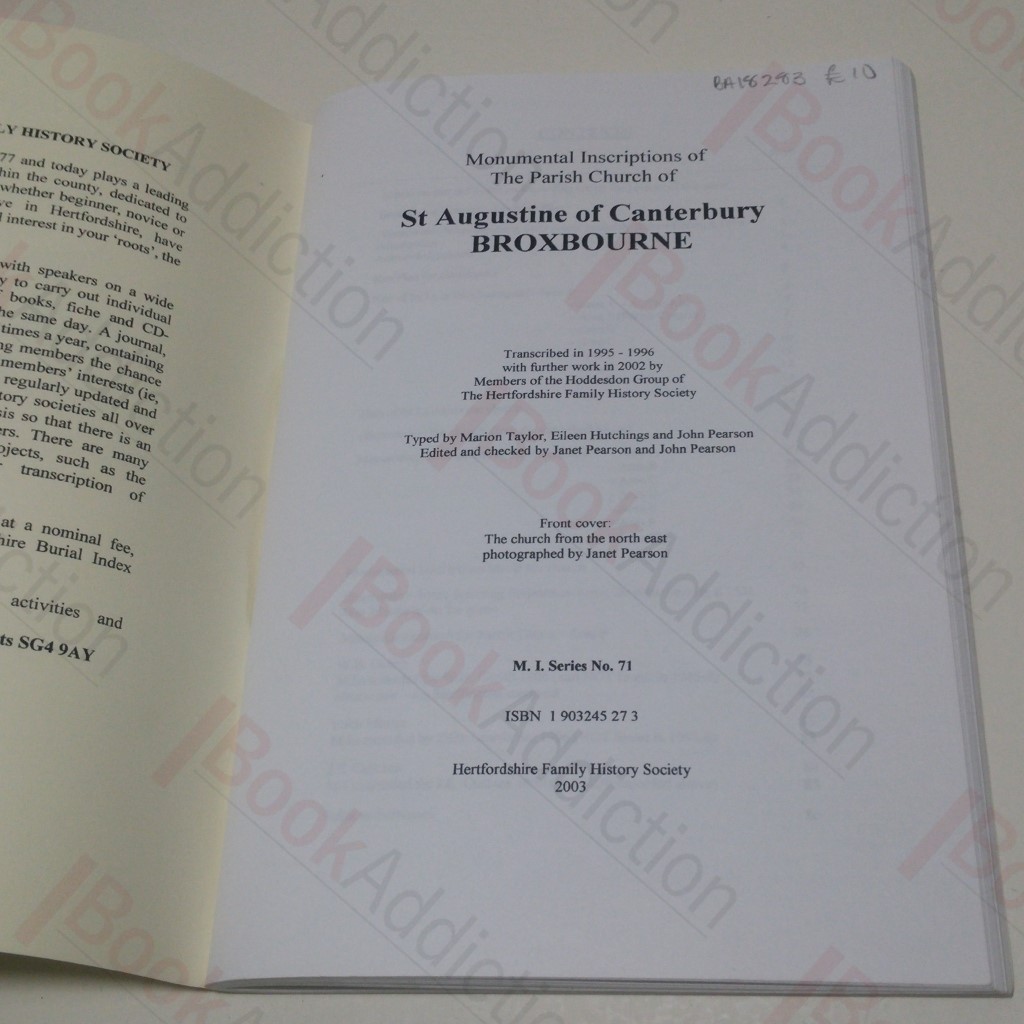 LY HISTORY SOCIETY
77 and today plays a leading
hin the county, dedicated to
whether beginner, novice or
ve in Hertfordshire, have
l interest in your 'roots', the
with speakers on a wide
y to carry out individual
books, fiche and CD-
he same day. A journal,
times a year, containing
ng members the chance
members' interests (ie,
regularly updated and
tory societies all over
sis so that there is an
ers. There are many
ojects, such as the
transcription of
at a nominal fee,
hire Burial Index
activities and
ts SG4 9AY
BA18283 £10
Monumental Inscriptions of
The Parish Church of
St Augustine of Canterbury
BROXBOURNE
Transcribed in 1995 - 1996
with further work in 2002 by
Members of the Hoddesdon Group of
The Hertfordshire Family History Society
Typed by Marion Taylor, Eileen Hutchings and John Pearson
Edited and checked by Janet Pearson and John Pearson
Front cover:
The church from the north east
photographed by Janet Pearson
M. I. Series No. 71
ISBN 1 903245 27 3
Hertfordshire Family History Society
2003
BookAddiction